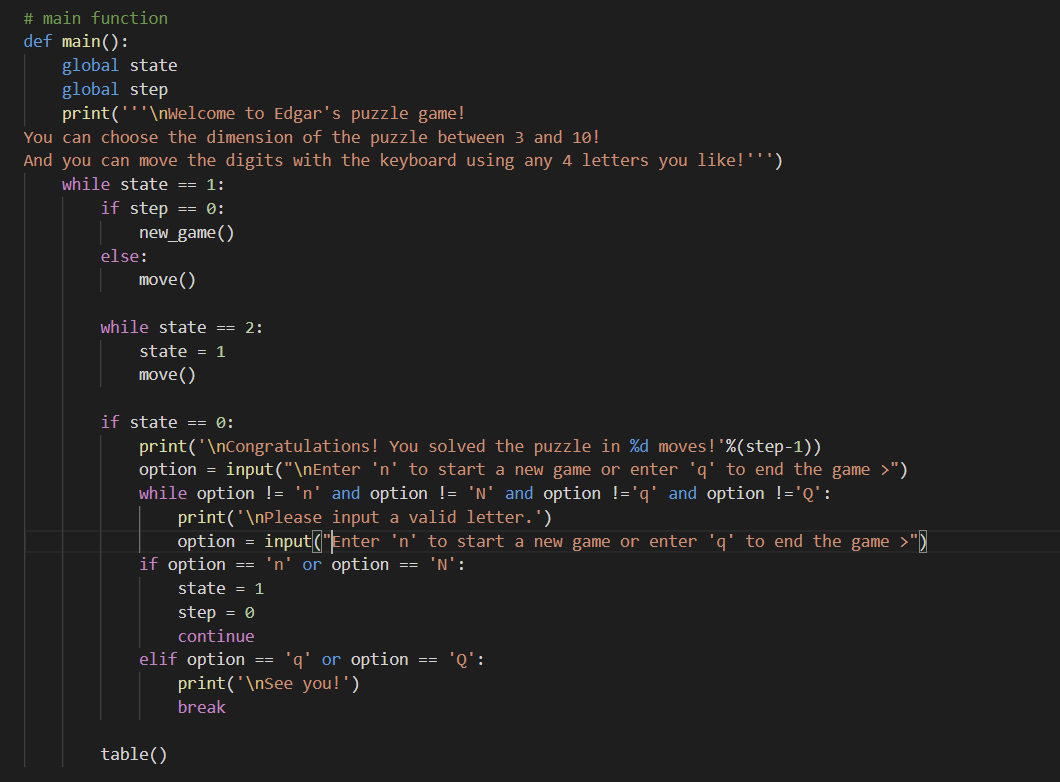 # main function
def main():
    global state
    global step
    print('''\nWelcome to Edgar's puzzle game!
You can choose the dimension of the puzzle between 3 and 10!
And you can move the digits with the keyboard using any 4 letters you like!''')
    while state == 1:
        if step == 0:
            new_game()
        else:
            move()
        while state == 2:
            state = 1
            move()
        if state == 0:
            print('\nCongratulations! You solved the puzzle in %d moves!'%(step-1))
            option = input("\nEnter 'n' to start a new game or enter 'q' to end the game >")
            while option != 'n' and option != 'N' and option !='q' and option !='Q':
                print('\nPlease input a valid letter.')
                option = input("Enter 'n' to start a new game or enter 'q' to end the game >")
            if option == 'n' or option == 'N':
                state = 1
                step = 0
                continue
            elif option == 'q' or option == 'Q':
                print('\nSee you!')
                break
        table()